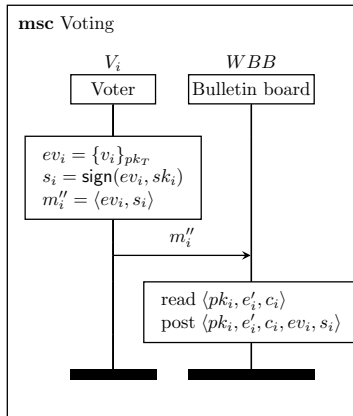 msc Voting
V_i WBB
Voter Bulletin board
ev_i = {v_i}_{pk_T}
s_i = sign(ev_i, sk_i)
m''_i = ⟨ev_i, s_i⟩
m''_i
read ⟨pk_i, e'_i, c_i⟩
post ⟨pk_i, e'_i, c_i, ev_i, s_i⟩